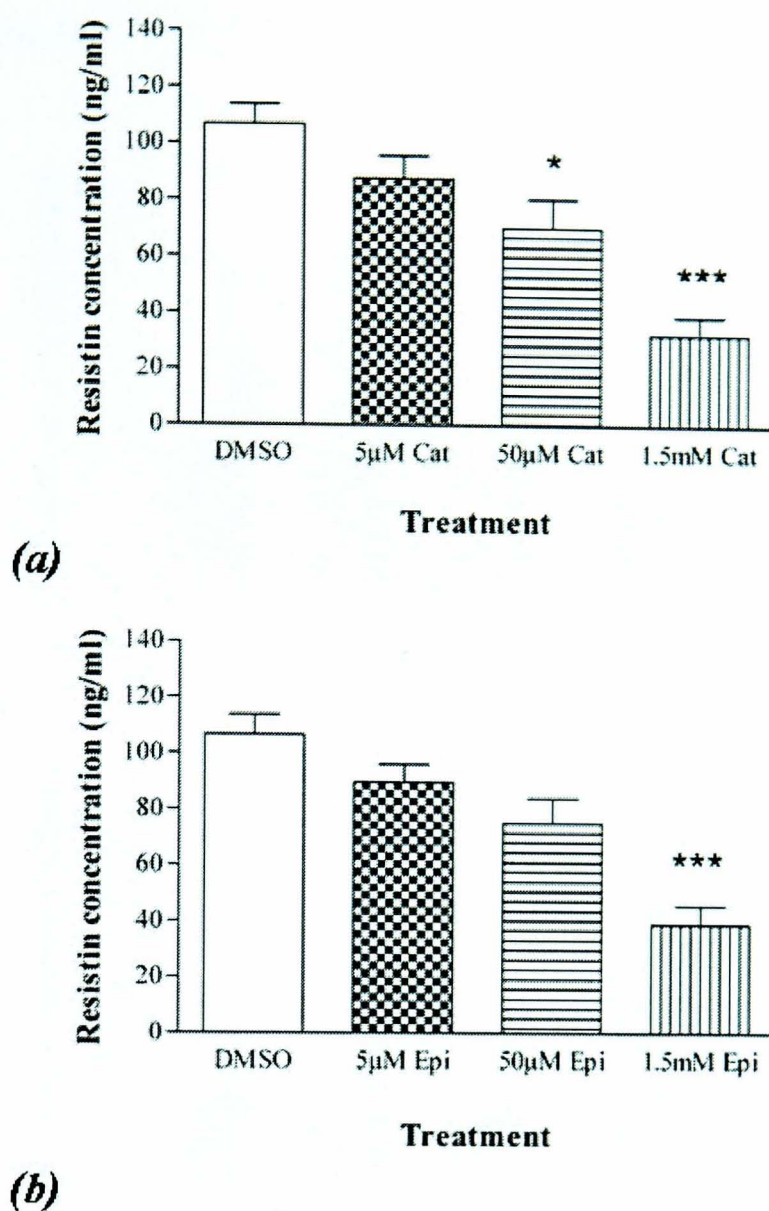 140
120
100
80
60
40
20
0
Resistin concentration (ng/ml)
*
***
DMSO
5µM Cat
50µM Cat
1.5mM Cat
Treatment
(a)
140
120
100
80
60
40
20
0
Resistin concentration (ng/ml)
***
DMSO
5µM Epi
50µM Epi
1.5mM Epi
Treatment
(b)